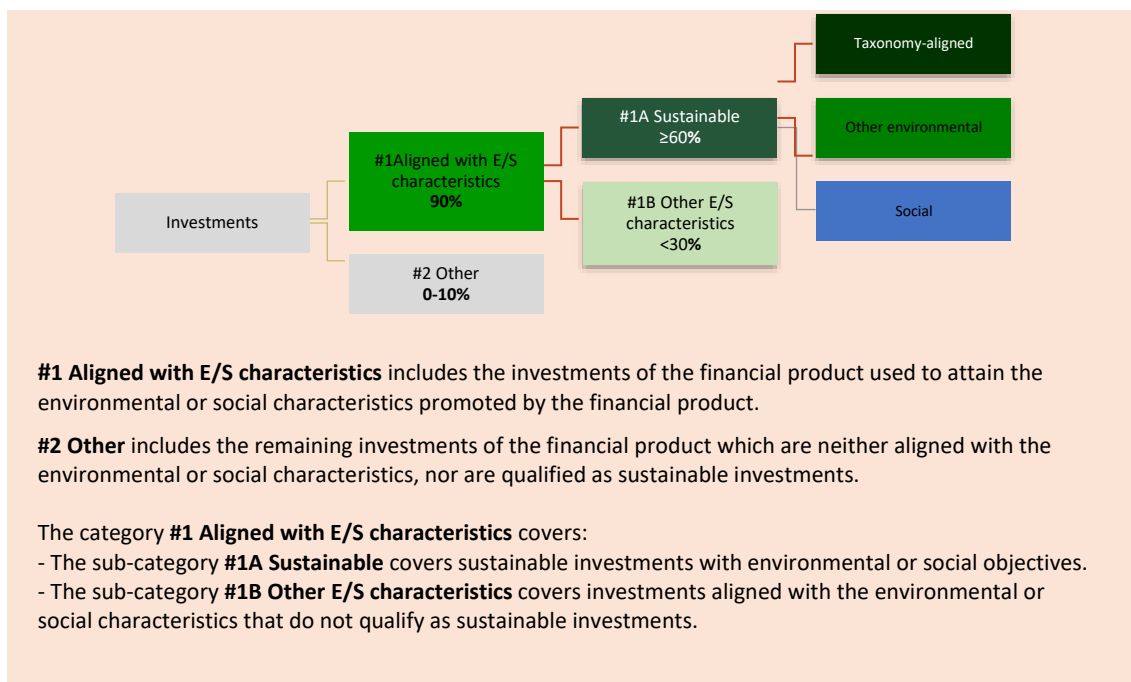 Taxonomy-aligned
#1A Sustainable
≥60%
Other environmental
#1Aligned with E/S
characteristics
90%
#1B Other E/S
characteristics
<30%
Social
Investments
#2 Other
0-10%
#1 Aligned with E/S characteristics includes the investments of the financial product used to attain the
environmental or social characteristics promoted by the financial product.
#2 Other includes the remaining investments of the financial product which are neither aligned with the
environmental or social characteristics, nor are qualified as sustainable investments.
The category #1 Aligned with E/S characteristics covers:
- The sub-category #1A Sustainable covers sustainable investments with environmental or social objectives.
- The sub-category #1B Other E/S characteristics covers investments aligned with the environmental or
social characteristics that do not qualify as sustainable investments.